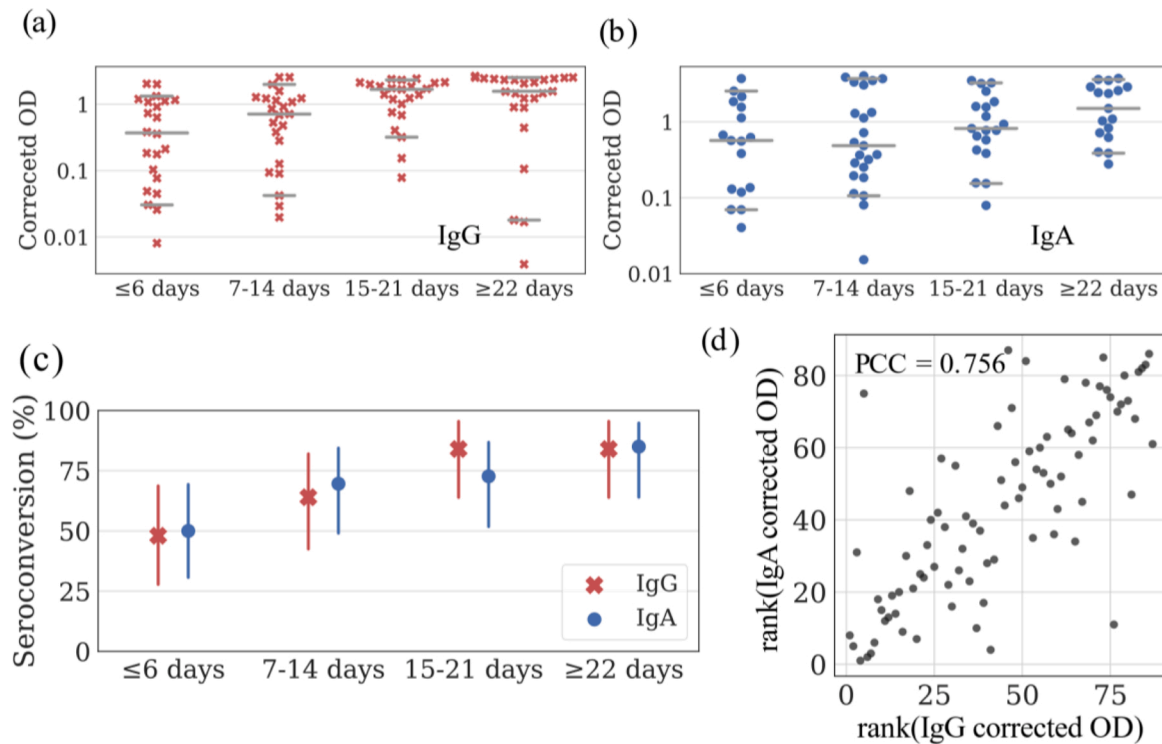 (a)
Correcetd OD
1
0.1
0.01
IgG
≤6 days 7-14 days 15-21 days ≥22 days
(b)
Correcetd OD
1
0.1
0.01
IgA
≤6 days 7-14 days 15-21 days ≥22 days
(c)
Seroconversion (%)
100
75
50
25
0
IgG
IgA
≤6 days 7-14 days 15-21 days ≥22 days
(d)
PCC = 0.756
rank(IgA corrected OD)
80
60
40
20
0
0 25 50 75
rank(IgG corrected OD)